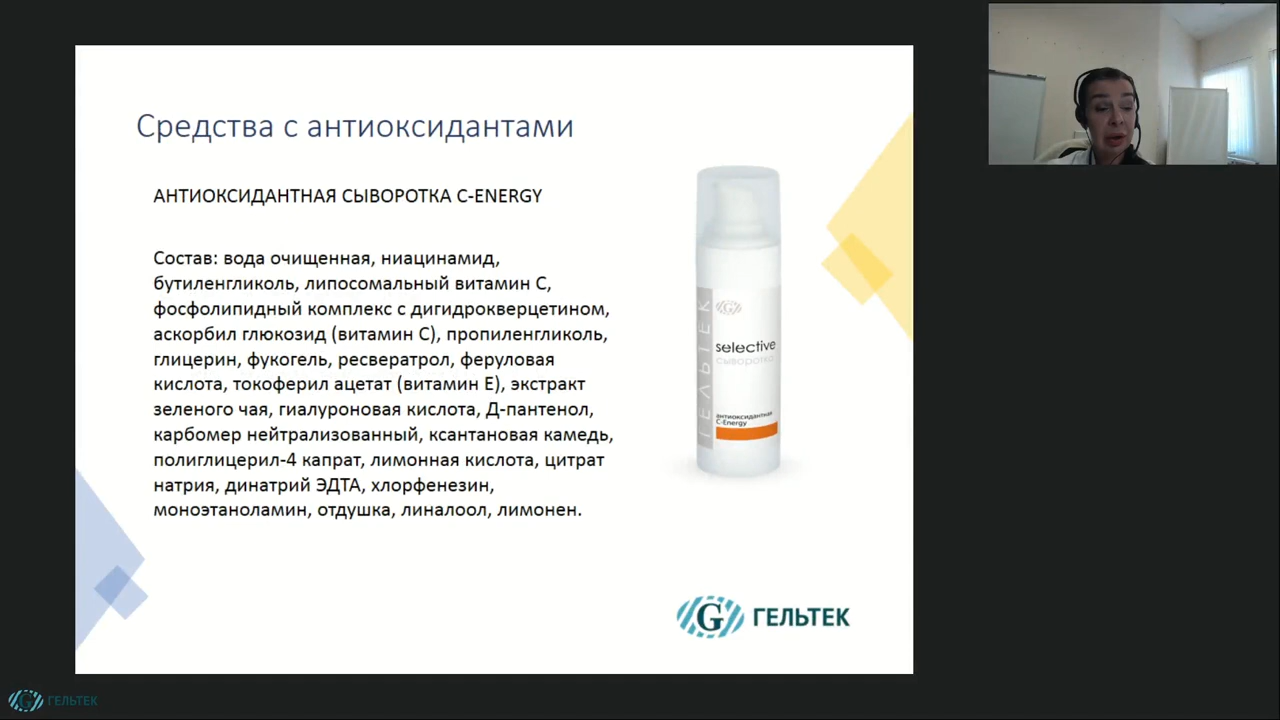 Средства с антиоксидантами
АНТИОКСИДАНТНАЯ СЫВОРОТКА C-ENERGY
Состав: вода очищенная, ниацинамид,
бутиленгликоль, липосомальный витамин С,
фосфолипидный комплекс с дигидрокверцетином,
аскорбил глюкозид (витамин С), пропиленгликоль,
глицерин, фукогель, ресвератрол, феруловая
кислота, токоферил ацетат (витамин Е), экстракт
зеленого чая, гиалуроновая кислота, Д-пантенол,
карбомер нейтрализованный, ксантановая камедь,
полиглицерил-4 капрат, лимонная кислота, цитрат
натрия, динатрий ЭДТА, хлорфенезин,
моноэтаноламин, отдушка, линалоол, лимонен.
G
ГЕЛЬТЕК
selective
сыворотка
антиоксидантная
C-Energy
G ГЕЛЬТЕК
G ГЕЛЬТЕК